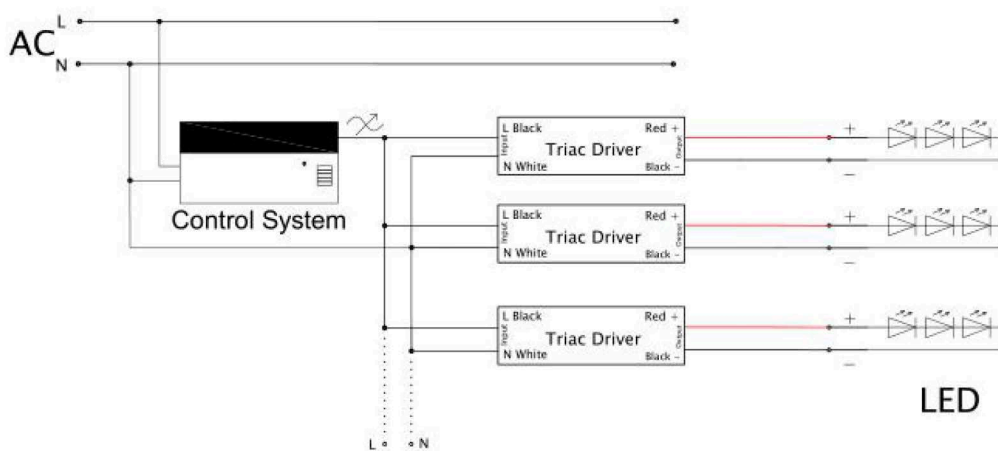 AC
L
N
Control System
L Black
Red +
Input
Triac Driver
Output
N White
Black -
+
-
L Black
Red +
Input
Triac Driver
Output
N White
Black -
+
-
L Black
Red +
Input
Triac Driver
Output
N White
Black -
+
-
LED
L
N